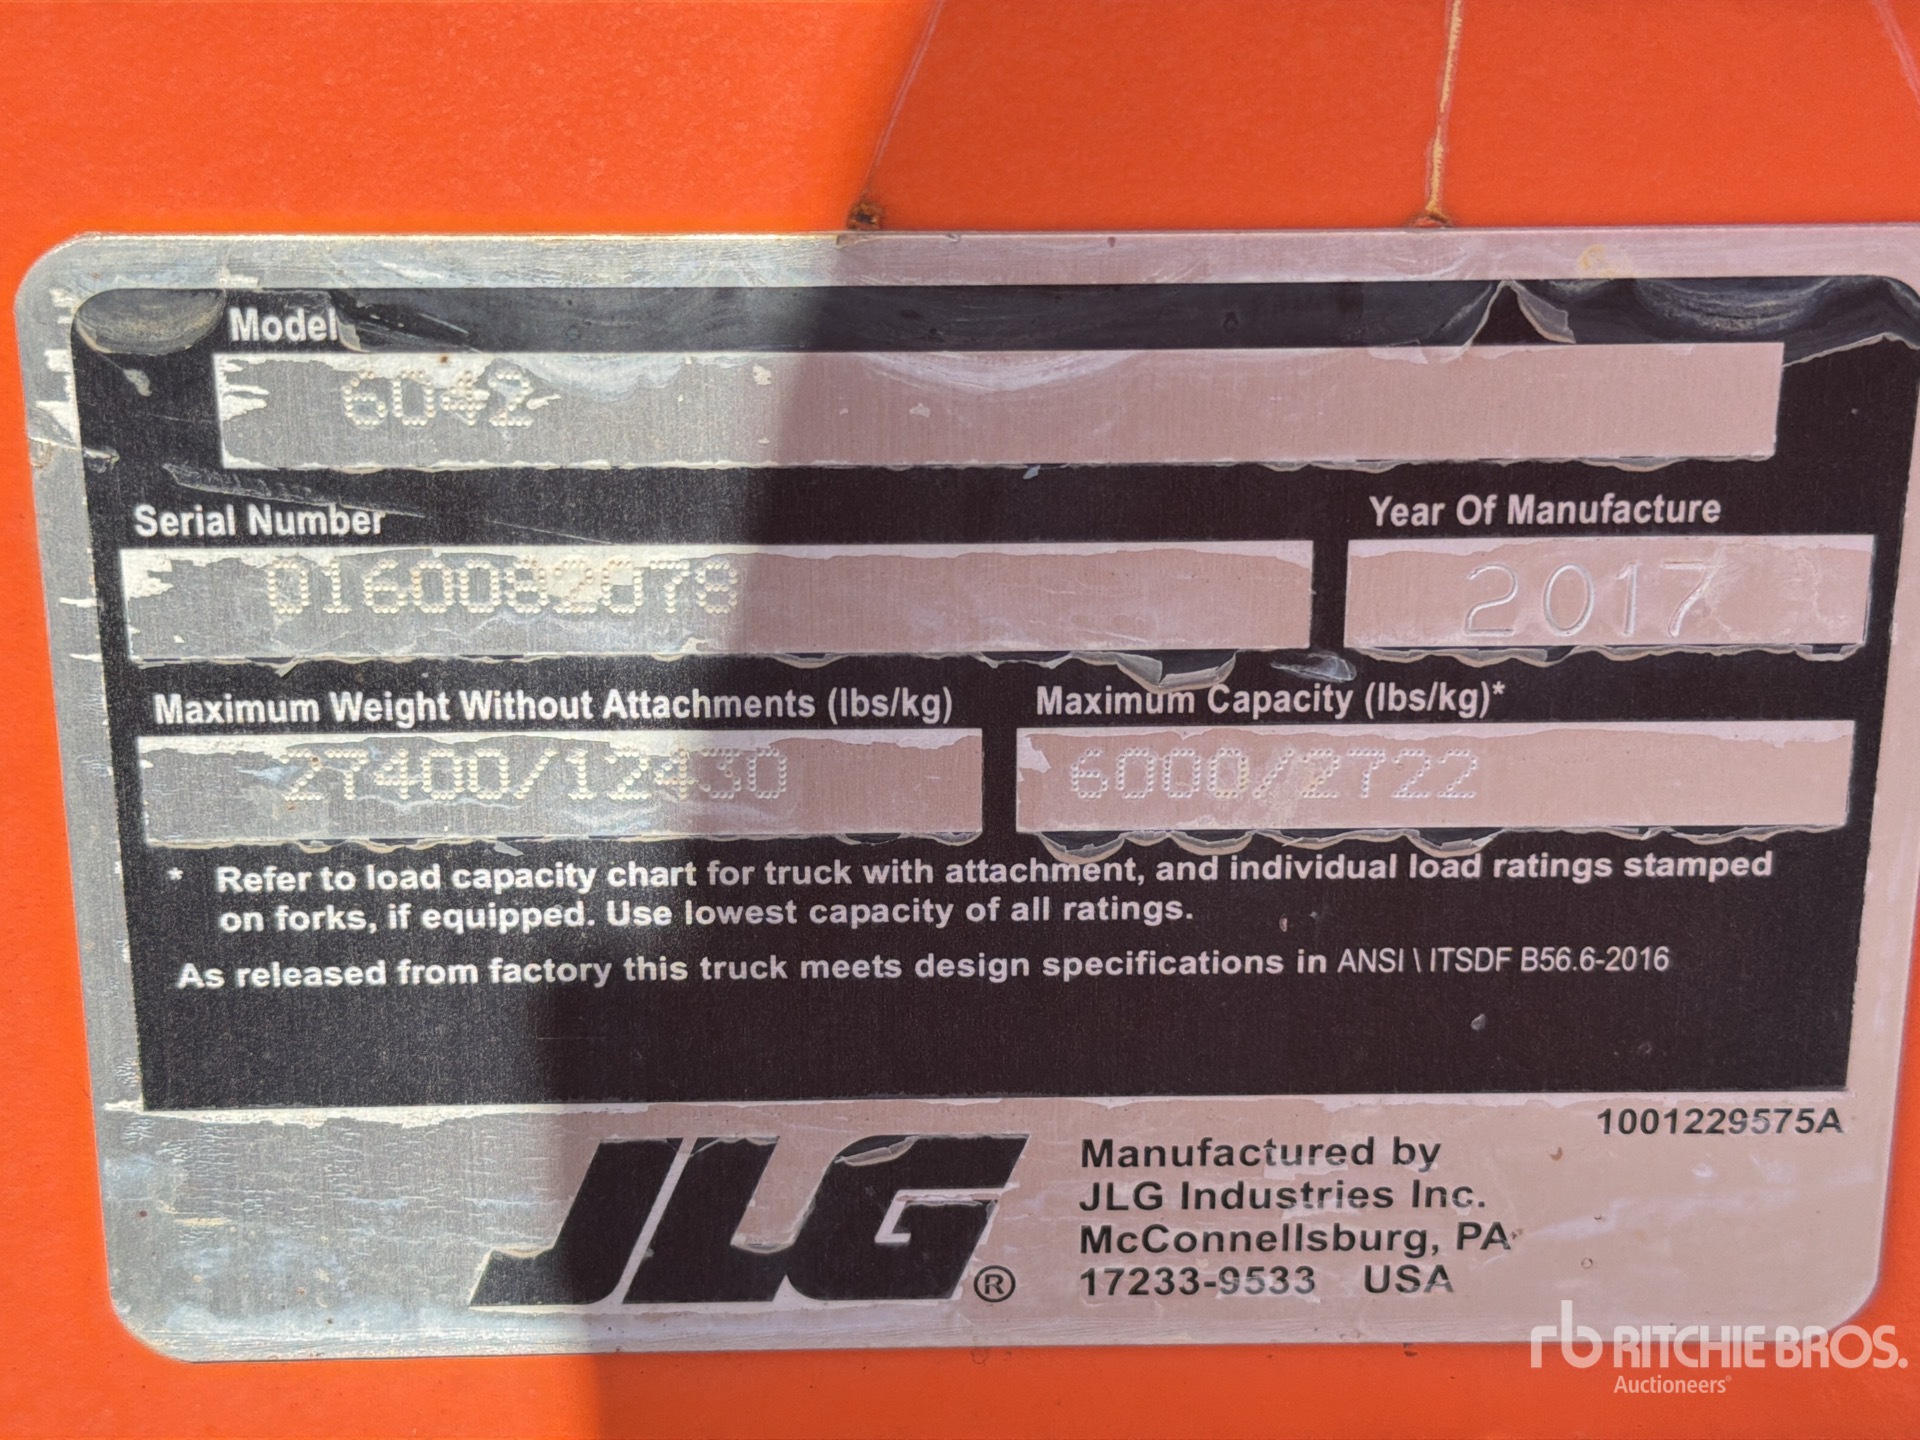 Model
6042
Serial Number
Year Of Manufacture
2017
Maximum Weight Without Attachments (lbs/kg)
Maximum Capacity (lbs/kg)*
27400/12430
6000/2722
* Refer to load capacity chart for truck with attachment, and individual load ratings stamped
on forks, if equipped. Use lowest capacity of all ratings.
As released from factory this truck meets design specifications in ANSI \ ITSDF B56.6-2016
1001229575A
JLG®
Manufactured by
JLG Industries Inc.
McConnellsburg, PA
17233-9533 USA
rb RITCHIE BROS.
Auctioneers